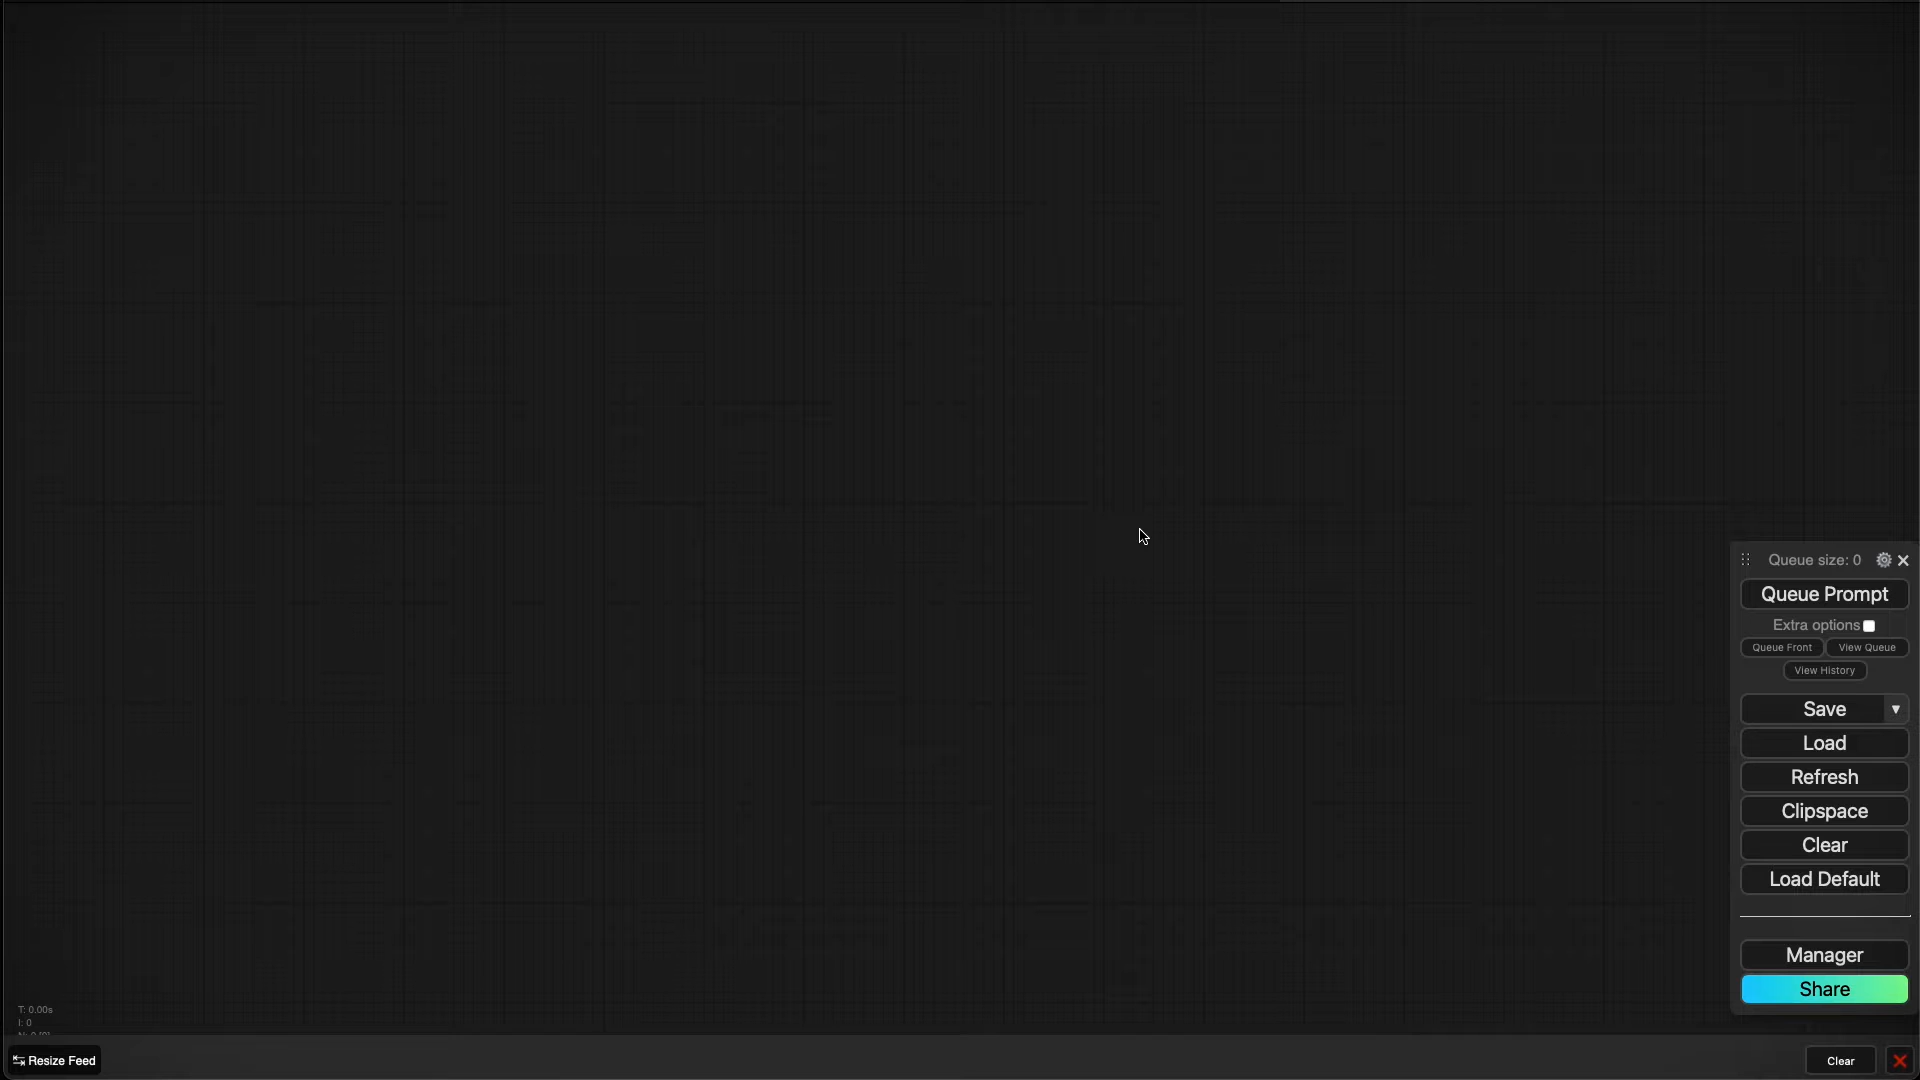 Queue size: 0
Queue Prompt
Extra options
Queue Front View Queue
View History
Save ▼
Load
Refresh
Clipspace
Clear
Load Default
Manager
Share
T: 0.00s
I: 0
Resize Feed
Clear